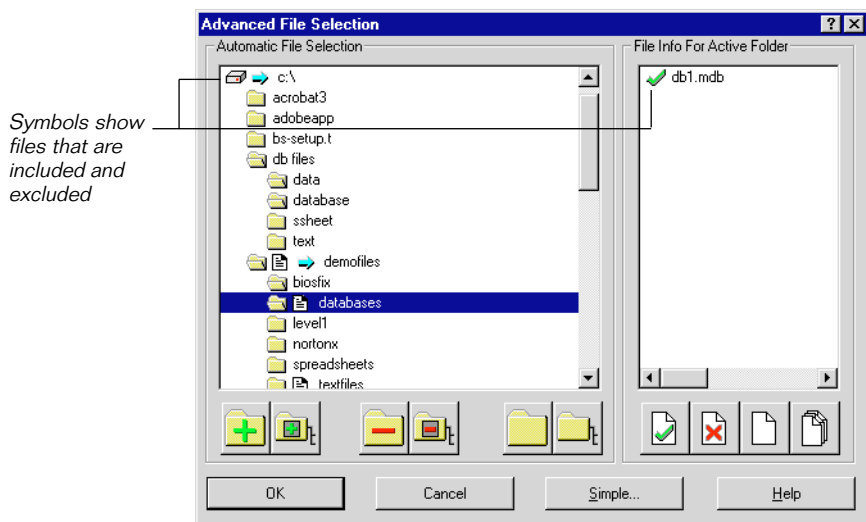 Advanced File Selection
Automatic File Selection
File Info For Active Folder
c:\
acrobat3
adobeapp
bs-setup.t
db files
data
database
ssheet
text
demofiles
biosfix
databases
level1
nortonx
spreadsheets
textfiles
db1.mdb
Symbols show
files that are
included and
excluded
OK
Cancel
Simple...
Help